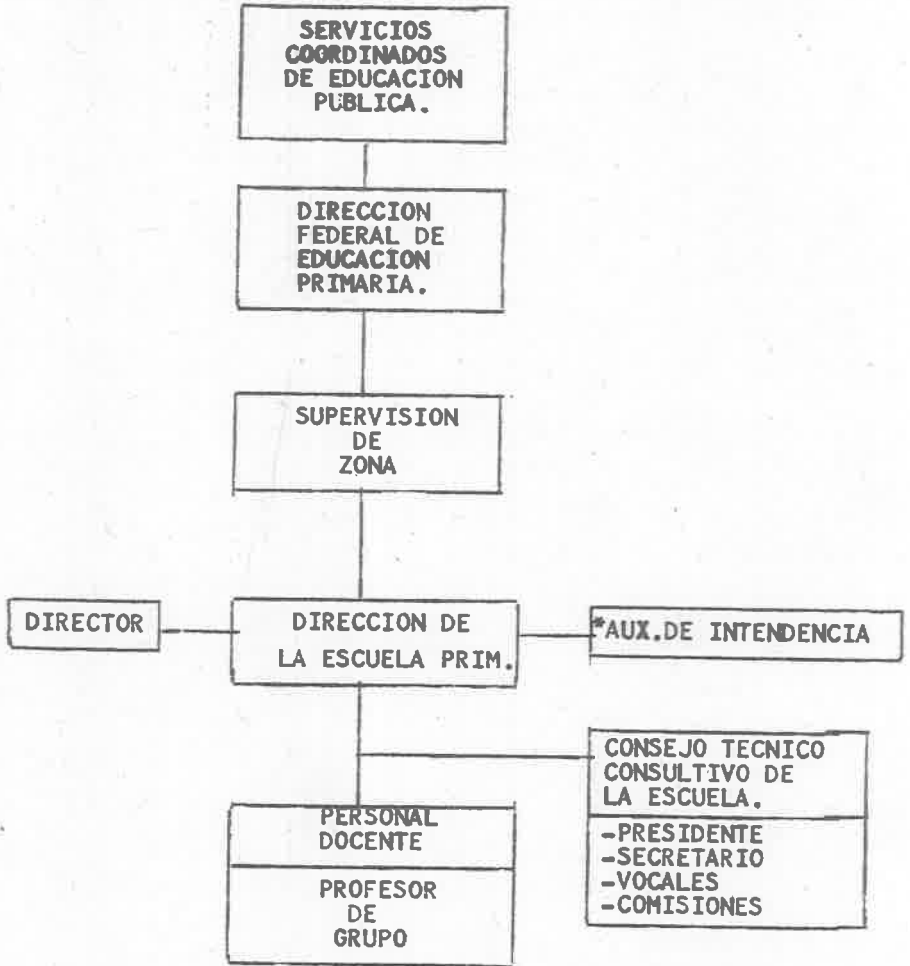 SERVICIOS
COORDINADOS
DE EDUCACION
PUBLICA.
DIRECCION
FEDERAL DE
EDUCACION
PRIMARIA.
SUPERVISION
DE
ZONA
DIRECTOR
DIRECCION DE
LA ESCUELA PRIM.
*AUX.DE INTENDENCIA
CONSEJO TECNICO
CONSULTIVO DE
LA ESCUELA.
-PRESIDENTE
-SECRETARIO
-VOCALES
-COMISIONES
PERSONAL
DOCENTE
PROFESOR
DE
GRUPO